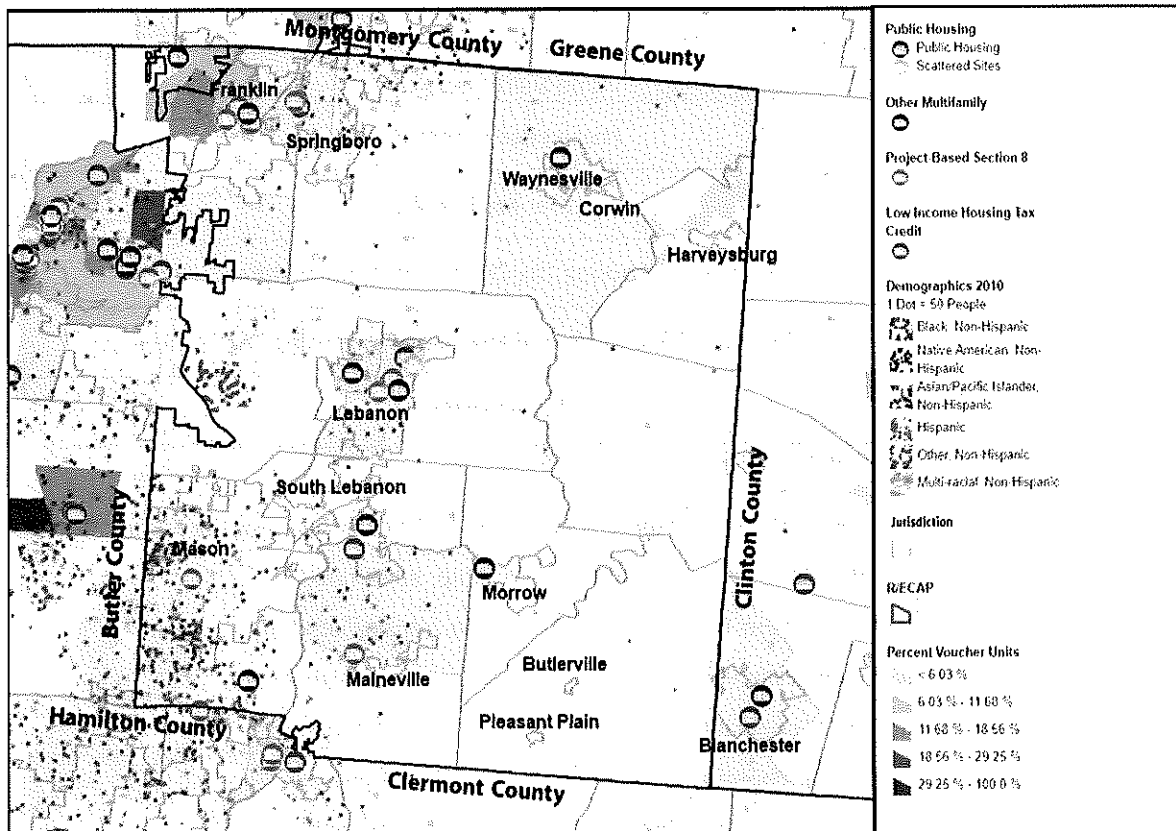 Montgomery County
Greene County
Franklin
Springboro
Waynesville
Corwin
Harveysburg
Lebanon
South Lebanon
Butler County
Mason
Morrow
Clinton County
Butlerville
Maineville
Pleasant Plain
Hamilton County
Blanchester
Clermont County
Public Housing
Public Housing
Scattered Sites
Other Multifamily
Project-Based Section 8
Low Income Housing Tax
Credit
Demographics 2010
1 Dot = 50 People
Black, Non-Hispanic
Native American, Non-
Hispanic
Asian/Pacific Islander,
Non-Hispanic
Hispanic
Other, Non-Hispanic
Multi-racial, Non-Hispanic
Jurisdiction
R/ECAP
Percent Voucher Units
< 6.03 %
6.03 % - 11.68 %
11.68 % - 18.56 %
18.56 % - 29.25 %
29.25 % - 100.0 %